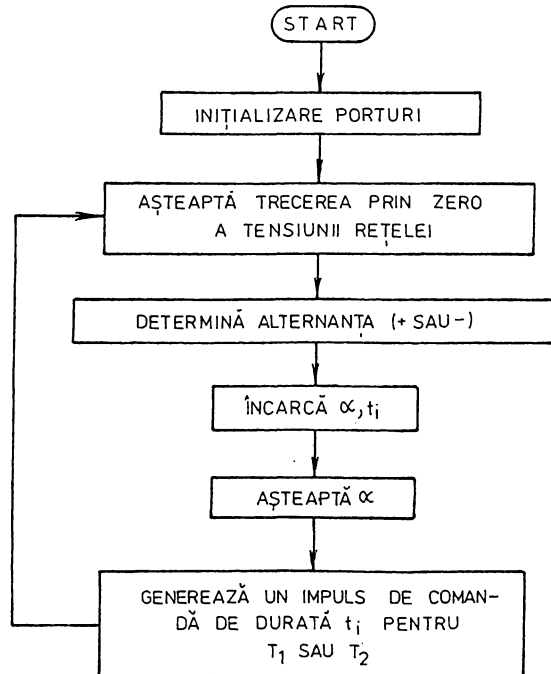 START
INIȚIALIZARE PORTURI
AȘTEAPTĂ TRECEREA PRIN ZERO
A TENSIUNII REȚELEI
DETERMINĂ ALTERNANȚA (+ SAU -)
ÎNCARCĂ α, ti
AȘTEAPTĂ α
GENEREAZĂ UN IMPULS DE COMAN-
DĂ DE DURATĂ ti PENTRU
T1 SAU T2